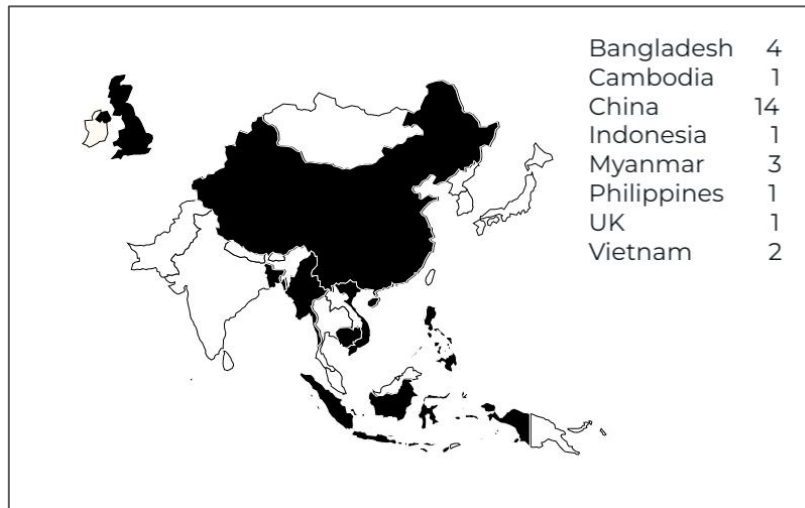 Bangladesh 4
Cambodia 1
China 14
Indonesia 1
Myanmar 3
Philippines 1
UK 1
Vietnam 2